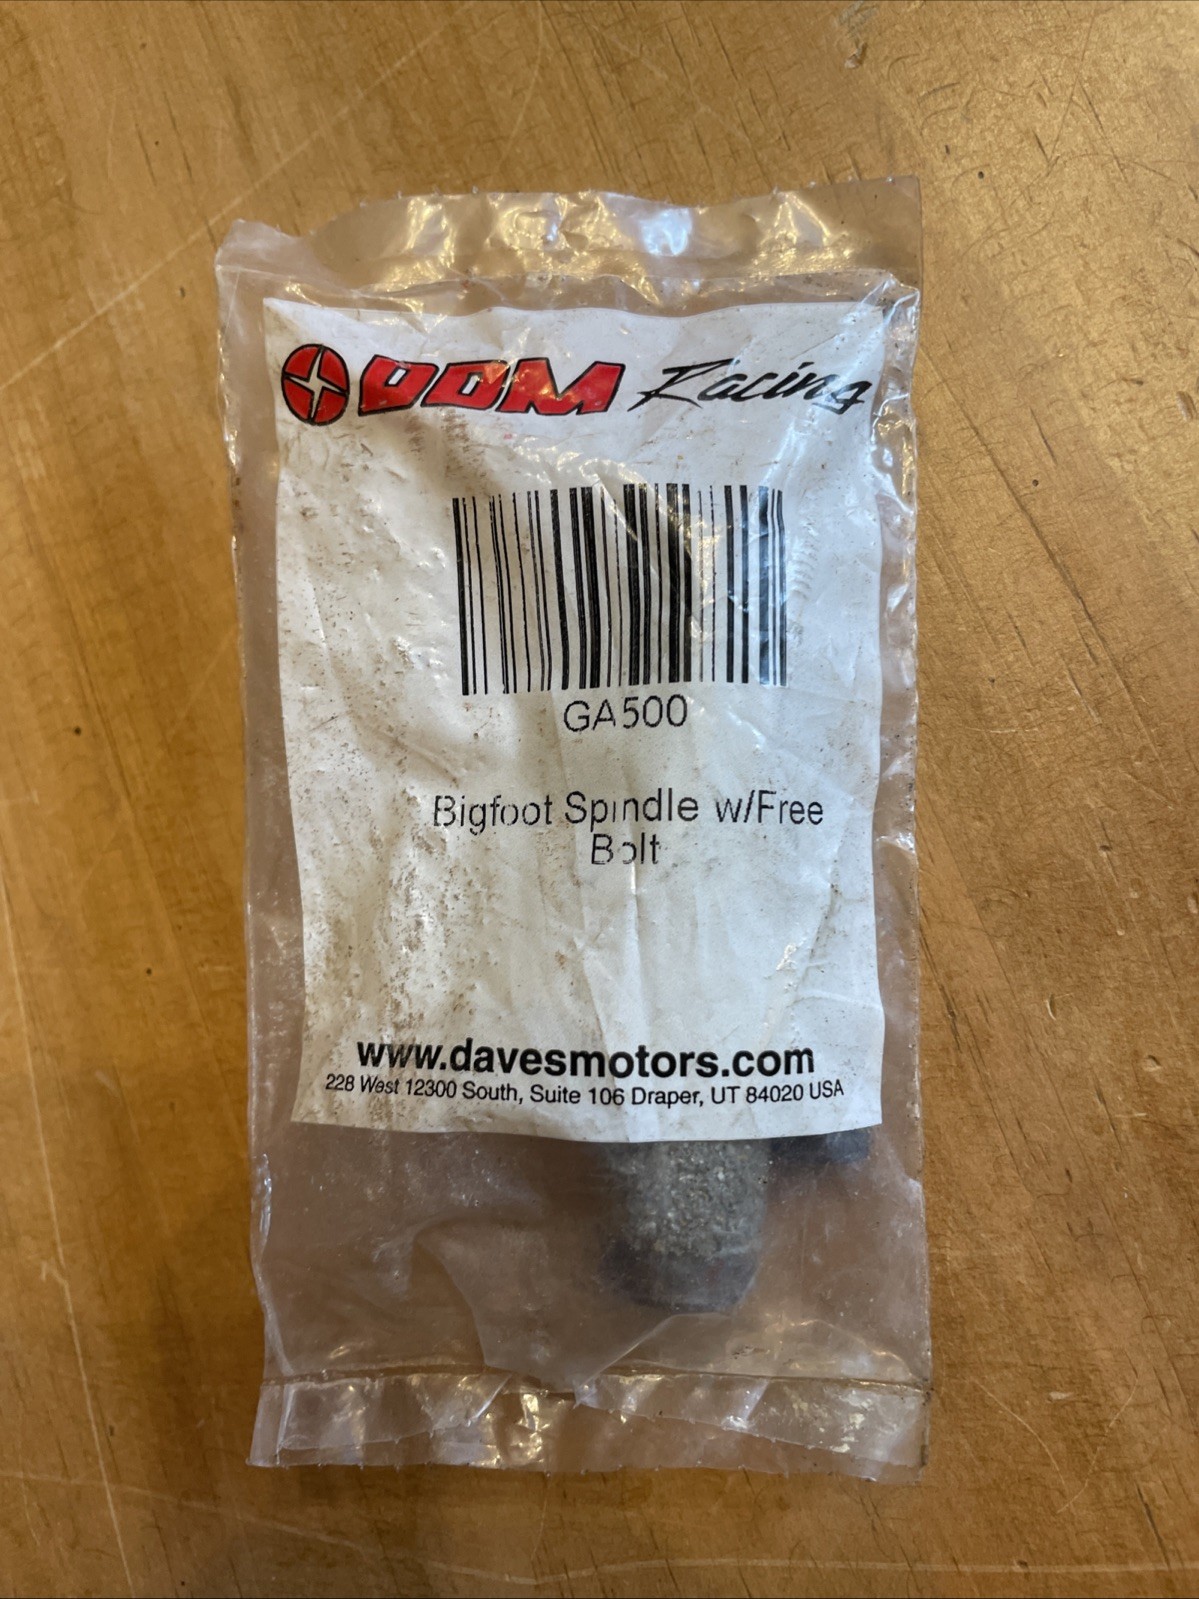 DDM Racing
GA500
Bigfoot Spindle w/Free
Bolt
www.davesmotors.com
228 West 12300 South, Suite 106 Draper, UT 84020 USA